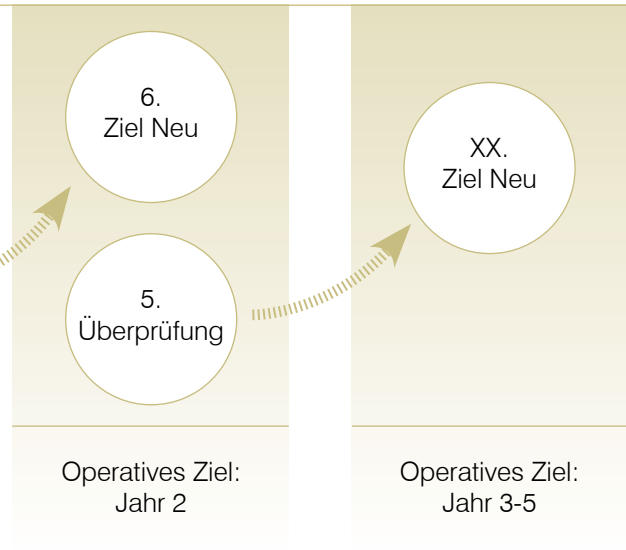 6.
Ziel Neu
5.
Überprüfung
Operatives Ziel:
Jahr 2
XX.
Ziel Neu
Operatives Ziel:
Jahr 3-5